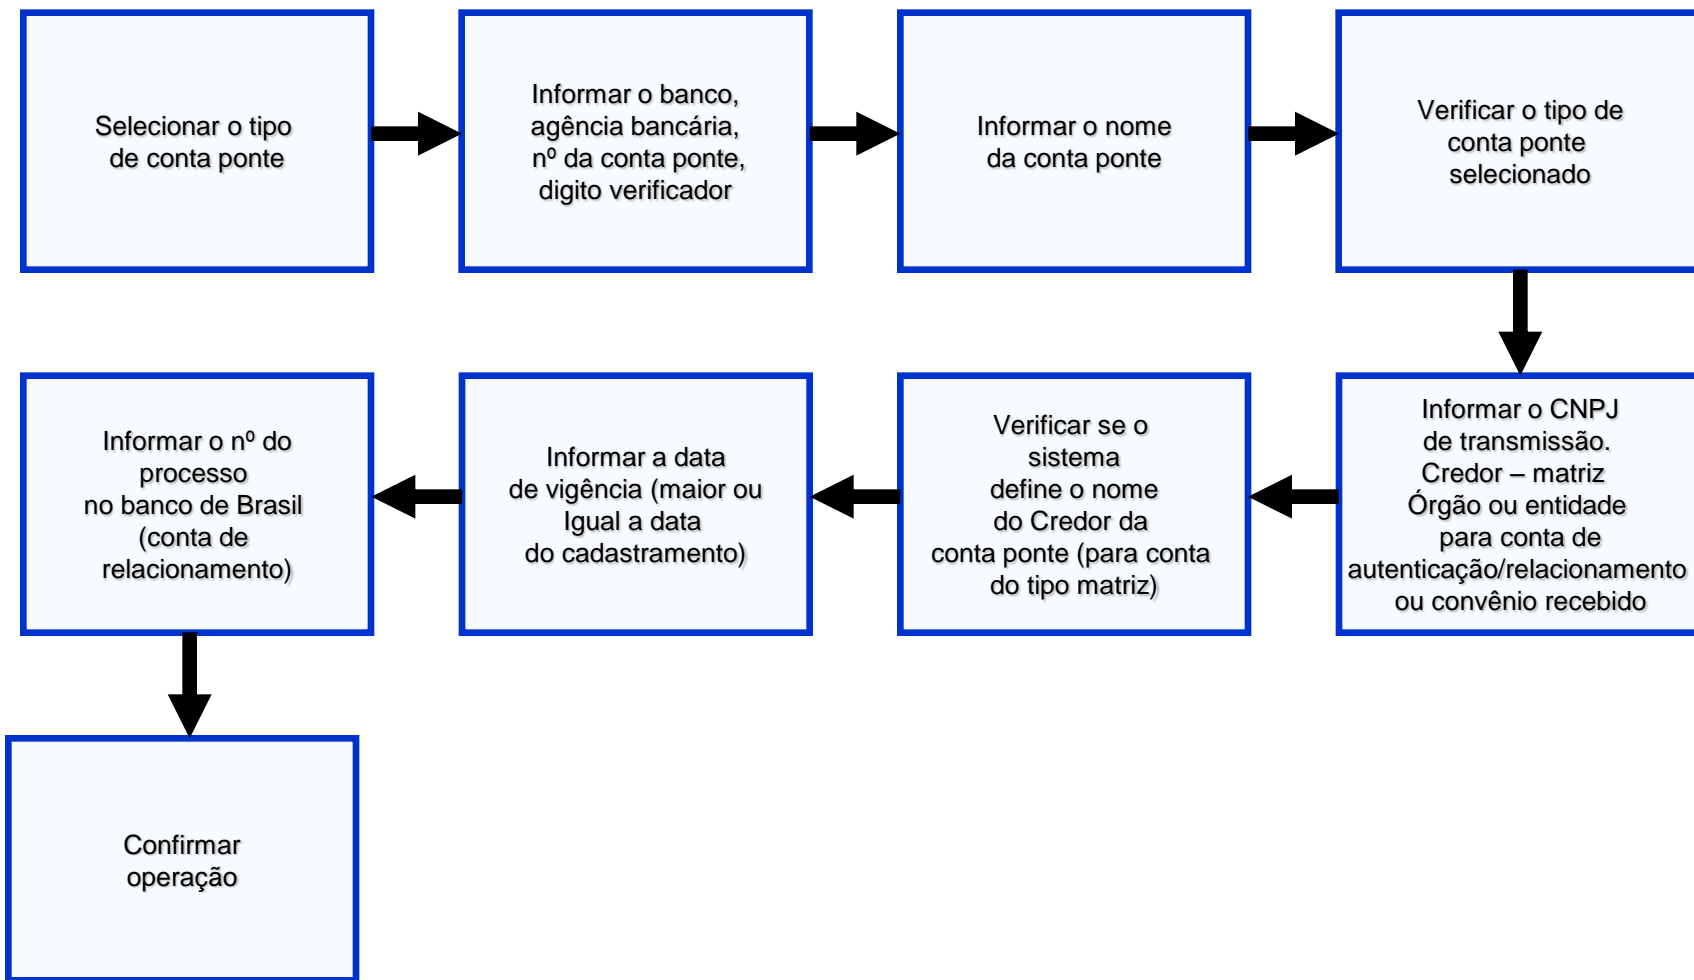 Selecionar o tipo
de conta ponte
Informar o banco,
agência bancária,
nº da conta ponte,
digito verificador
Informar o nome
da conta ponte
Verificar o tipo de
conta ponte
selecionado
Informar o CNPJ
de transmissão.
Credor – matriz
Órgão ou entidade
para conta de
autenticação/relacionamento
ou convênio recebido
Verificar se o
sistema
define o nome
do Credor da
conta ponte (para conta
do tipo matriz)
Informar a data
de vigência (maior ou
Igual a data
do cadastramento)
Informar o nº do
processo
no banco de Brasil
(conta de
relacionamento)
Confirmar
operação